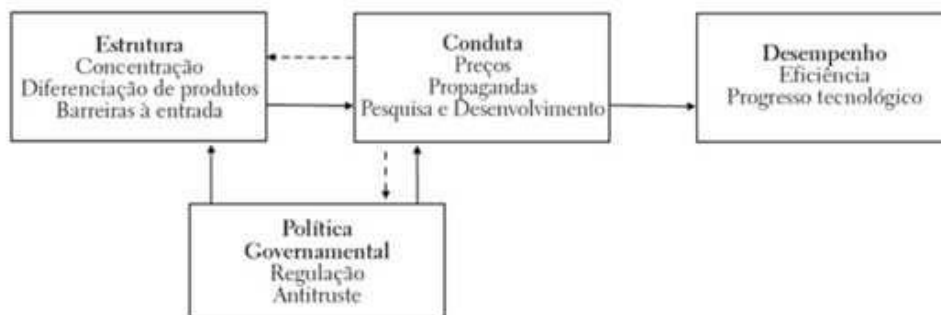 Estrutura
Concentração
Diferenciação de produtos
Barreiras à entrada
Conduta
Preços
Propagandas
Pesquisa e Desenvolvimento
Desempenho
Eficiência
Progresso tecnológico
Política
Governamental
Regulação
Antitruste